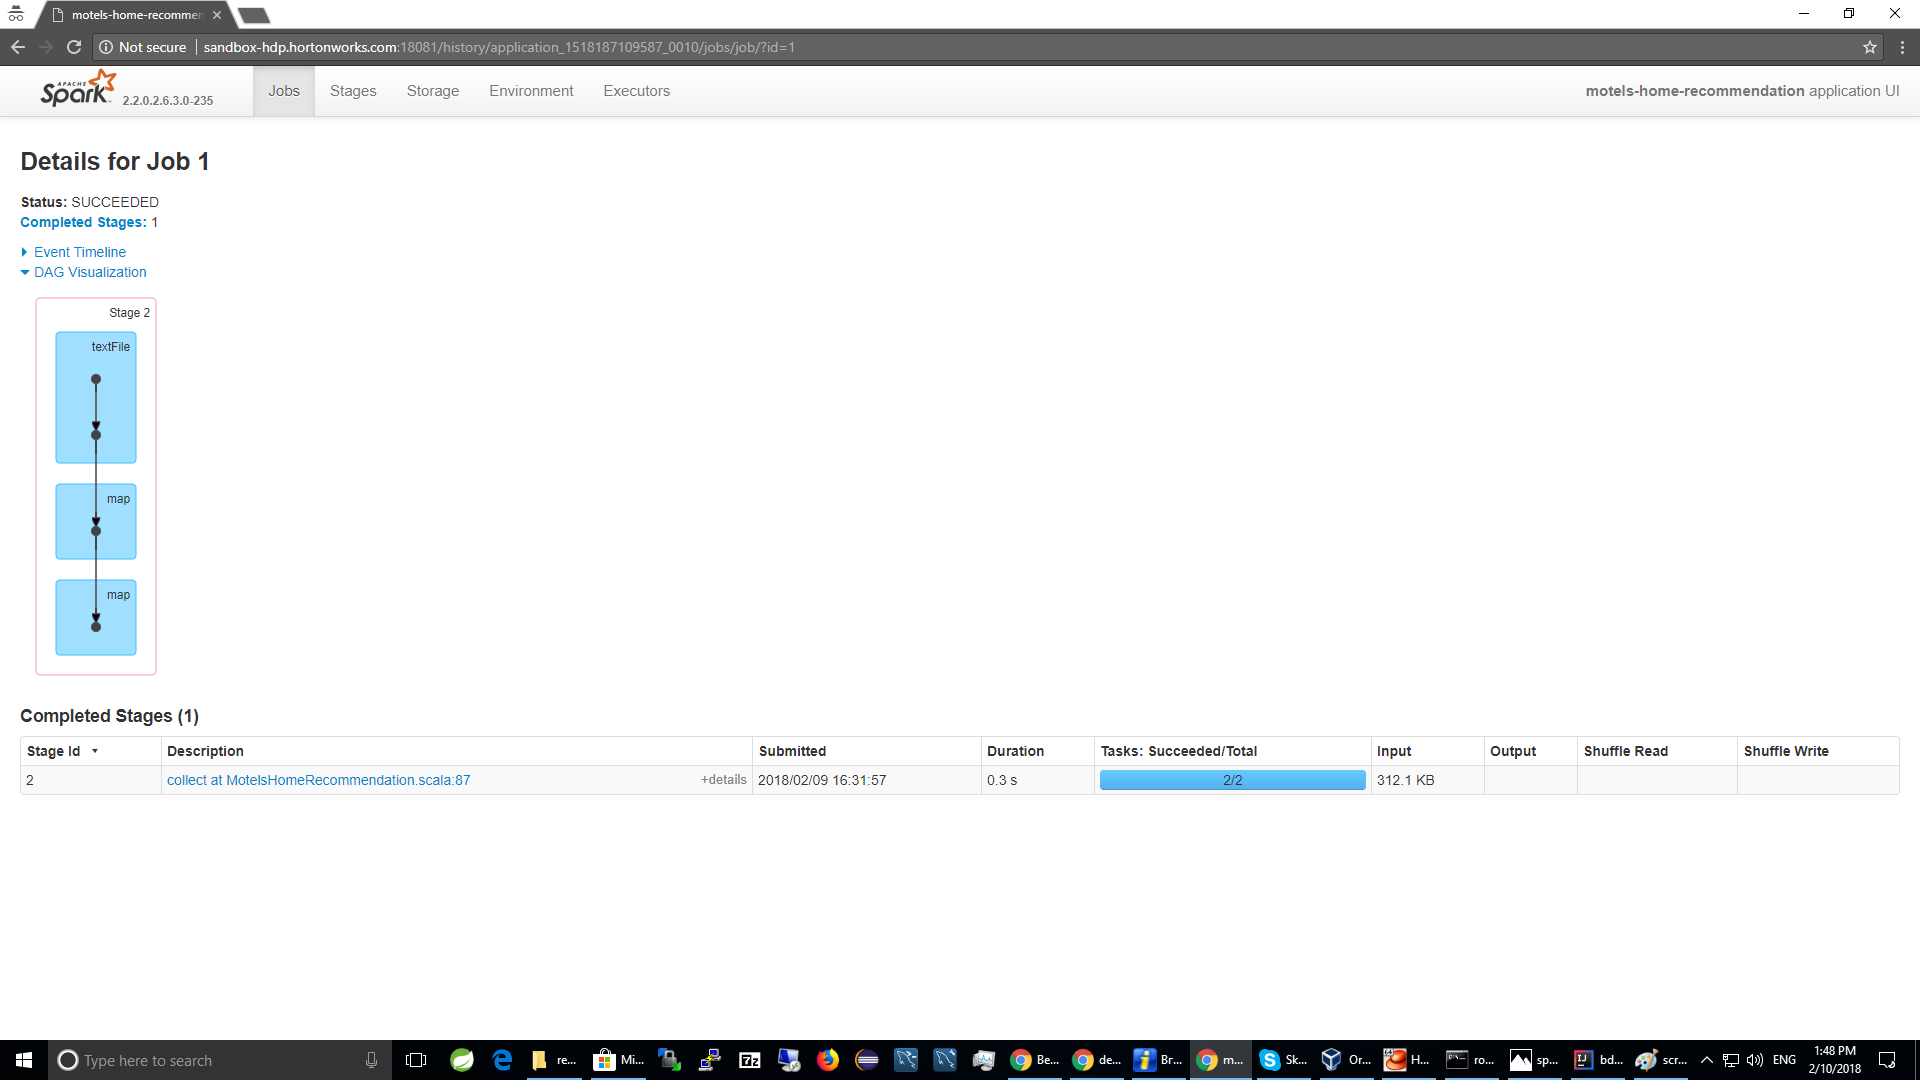 motels-home-recommen
Not secure | sandbox-hdp.hortonworks.com:18081/history/application_1518187109587_0010/jobs/job/?id=1
APACHE Spark 2.2.0.2.6.3.0-235 Jobs Stages Storage Environment Executors motels-home-recommendation application UI
Details for Job 1
Status: SUCCEEDED
Completed Stages: 1
Event Timeline
DAG Visualization
Stage 2
textFile
map
map
Completed Stages (1)
Stage Id Description Submitted Duration Tasks: Succeeded/Total Input Output Shuffle Read Shuffle Write
2 collect at MotelsHomeRecommendation.scala:87 +details 2018/02/09 16:31:57 0.3 s 2/2 312.1 KB
Type here to search re... Mi... 7z Be... de... Br... m... Sk... Or... H... ro... sp... IJ bd... scr... ENG
1:48 PM
2/10/2018